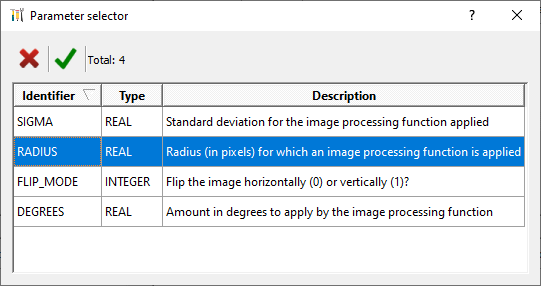 Parameter selector
Total: 4
Identifier Type Description
SIGMA REAL Standard deviation for the image processing function applied
RADIUS REAL Radius (in pixels) for which an image processing function is applied
FLIP_MODE INTEGER Flip the image horizontally (0) or vertically (1)?
DEGREES REAL Amount in degrees to apply by the image processing function